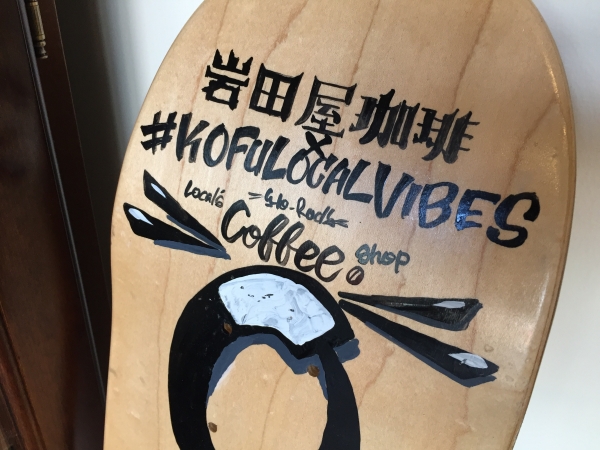 岩田屋珈琲
×
#KOFULOCALVIBES
Local's
Coffee. shop